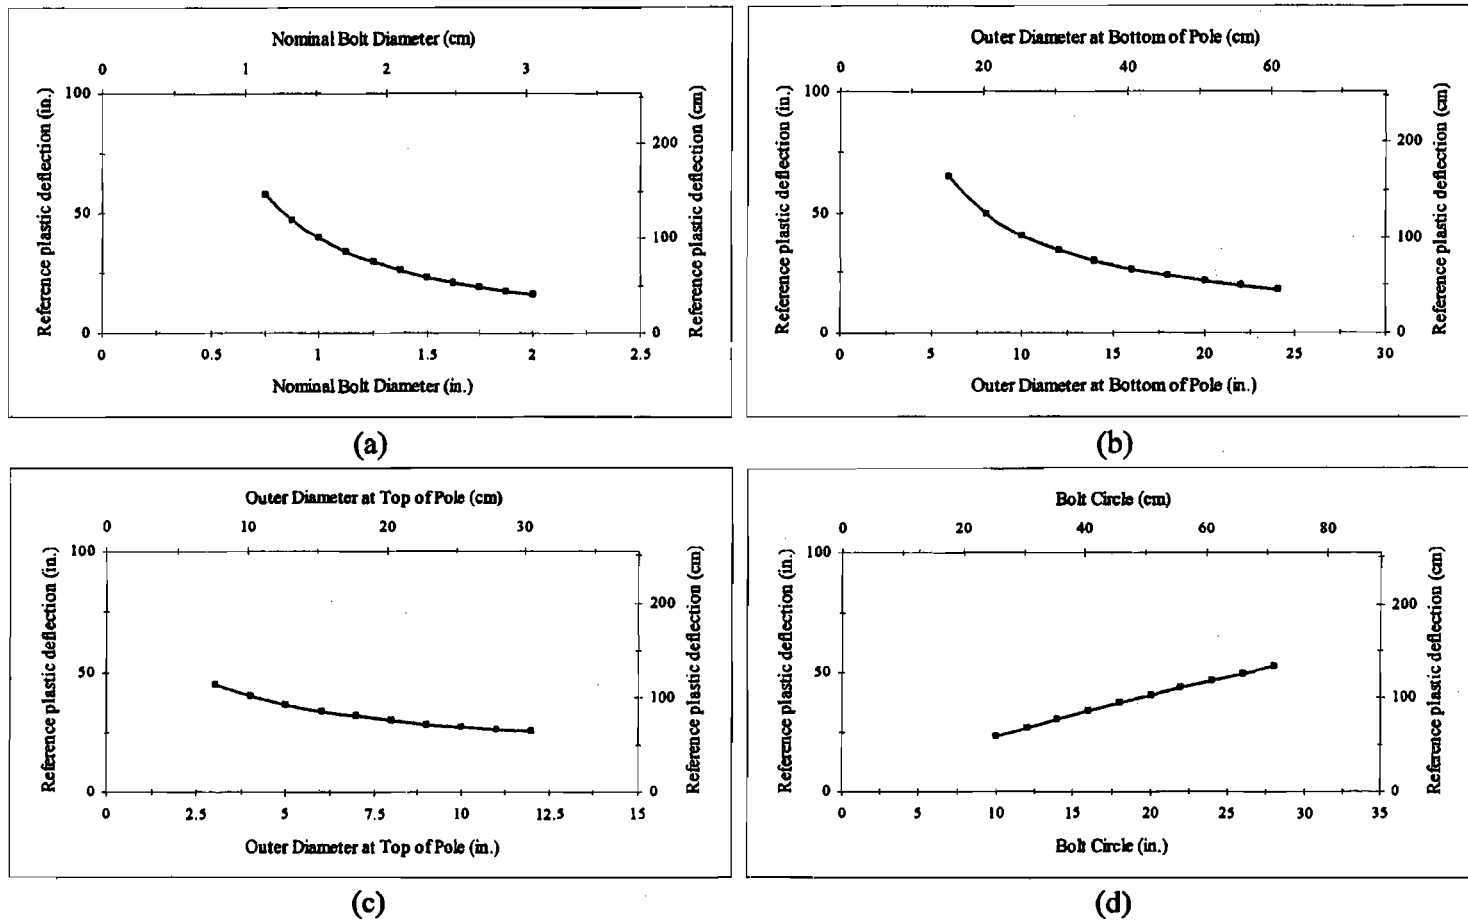 Nominal Bolt Diameter (cm)
0 1 2 3
Reference plastic deflection (in.)
100
50
0
Reference plastic deflection (cm)
200
100
0
0 0.5 1 1.5 2 2.5
Nominal Bolt Diameter (in.)
(a)
Outer Diameter at Bottom of Pole (cm)
0 20 40 60
Reference plastic deflection (in.)
100
50
0
Reference plastic deflection (cm)
200
100
0
0 5 10 15 20 25 30
Outer Diameter at Bottom of Pole (in.)
(b)
Outer Diameter at Top of Pole (cm)
0 10 20 30
Reference plastic deflection (in.)
100
50
0
Reference plastic deflection (cm)
200
100
0
0 2.5 5 7.5 10 12.5 15
Outer Diameter at Top of Pole (in.)
(c)
Bolt Circle (cm)
0 20 40 60 80
Reference plastic deflection (in.)
100
50
0
Reference plastic deflection (cm)
200
100
0
0 5 10 15 20 25 30 35
Bolt Circle (in.)
(d)